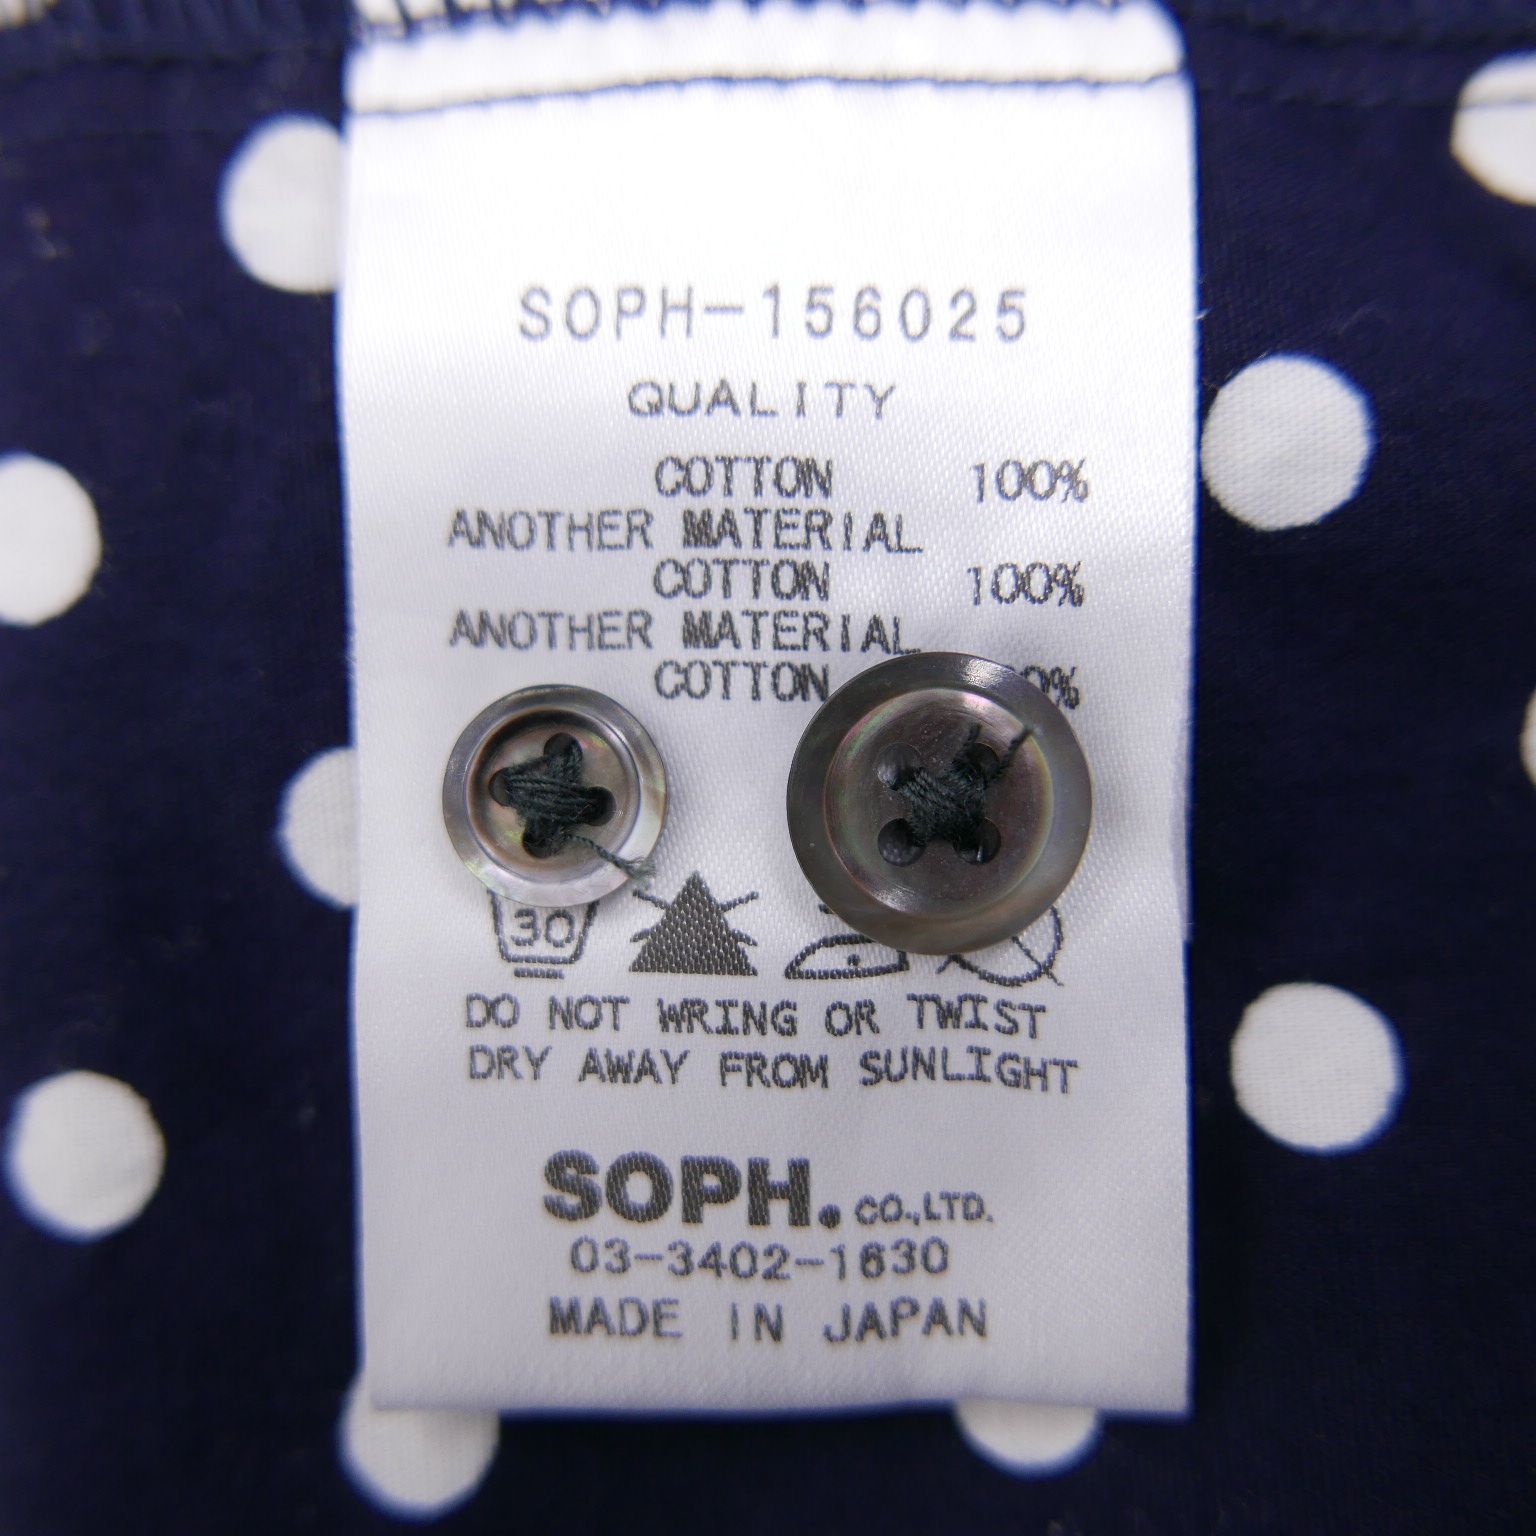 SOPH-156025
QUALITY
COTTON 100%
ANOTHER MATERIAL
COTTON 100%
ANOTHER MATERIAL
COTTON 0%
30
DO NOT WRING OR TWIST
DRY AWAY FROM SUNLIGHT
SOPH. CO.,LTD.
03-3402-1630
MADE IN JAPAN